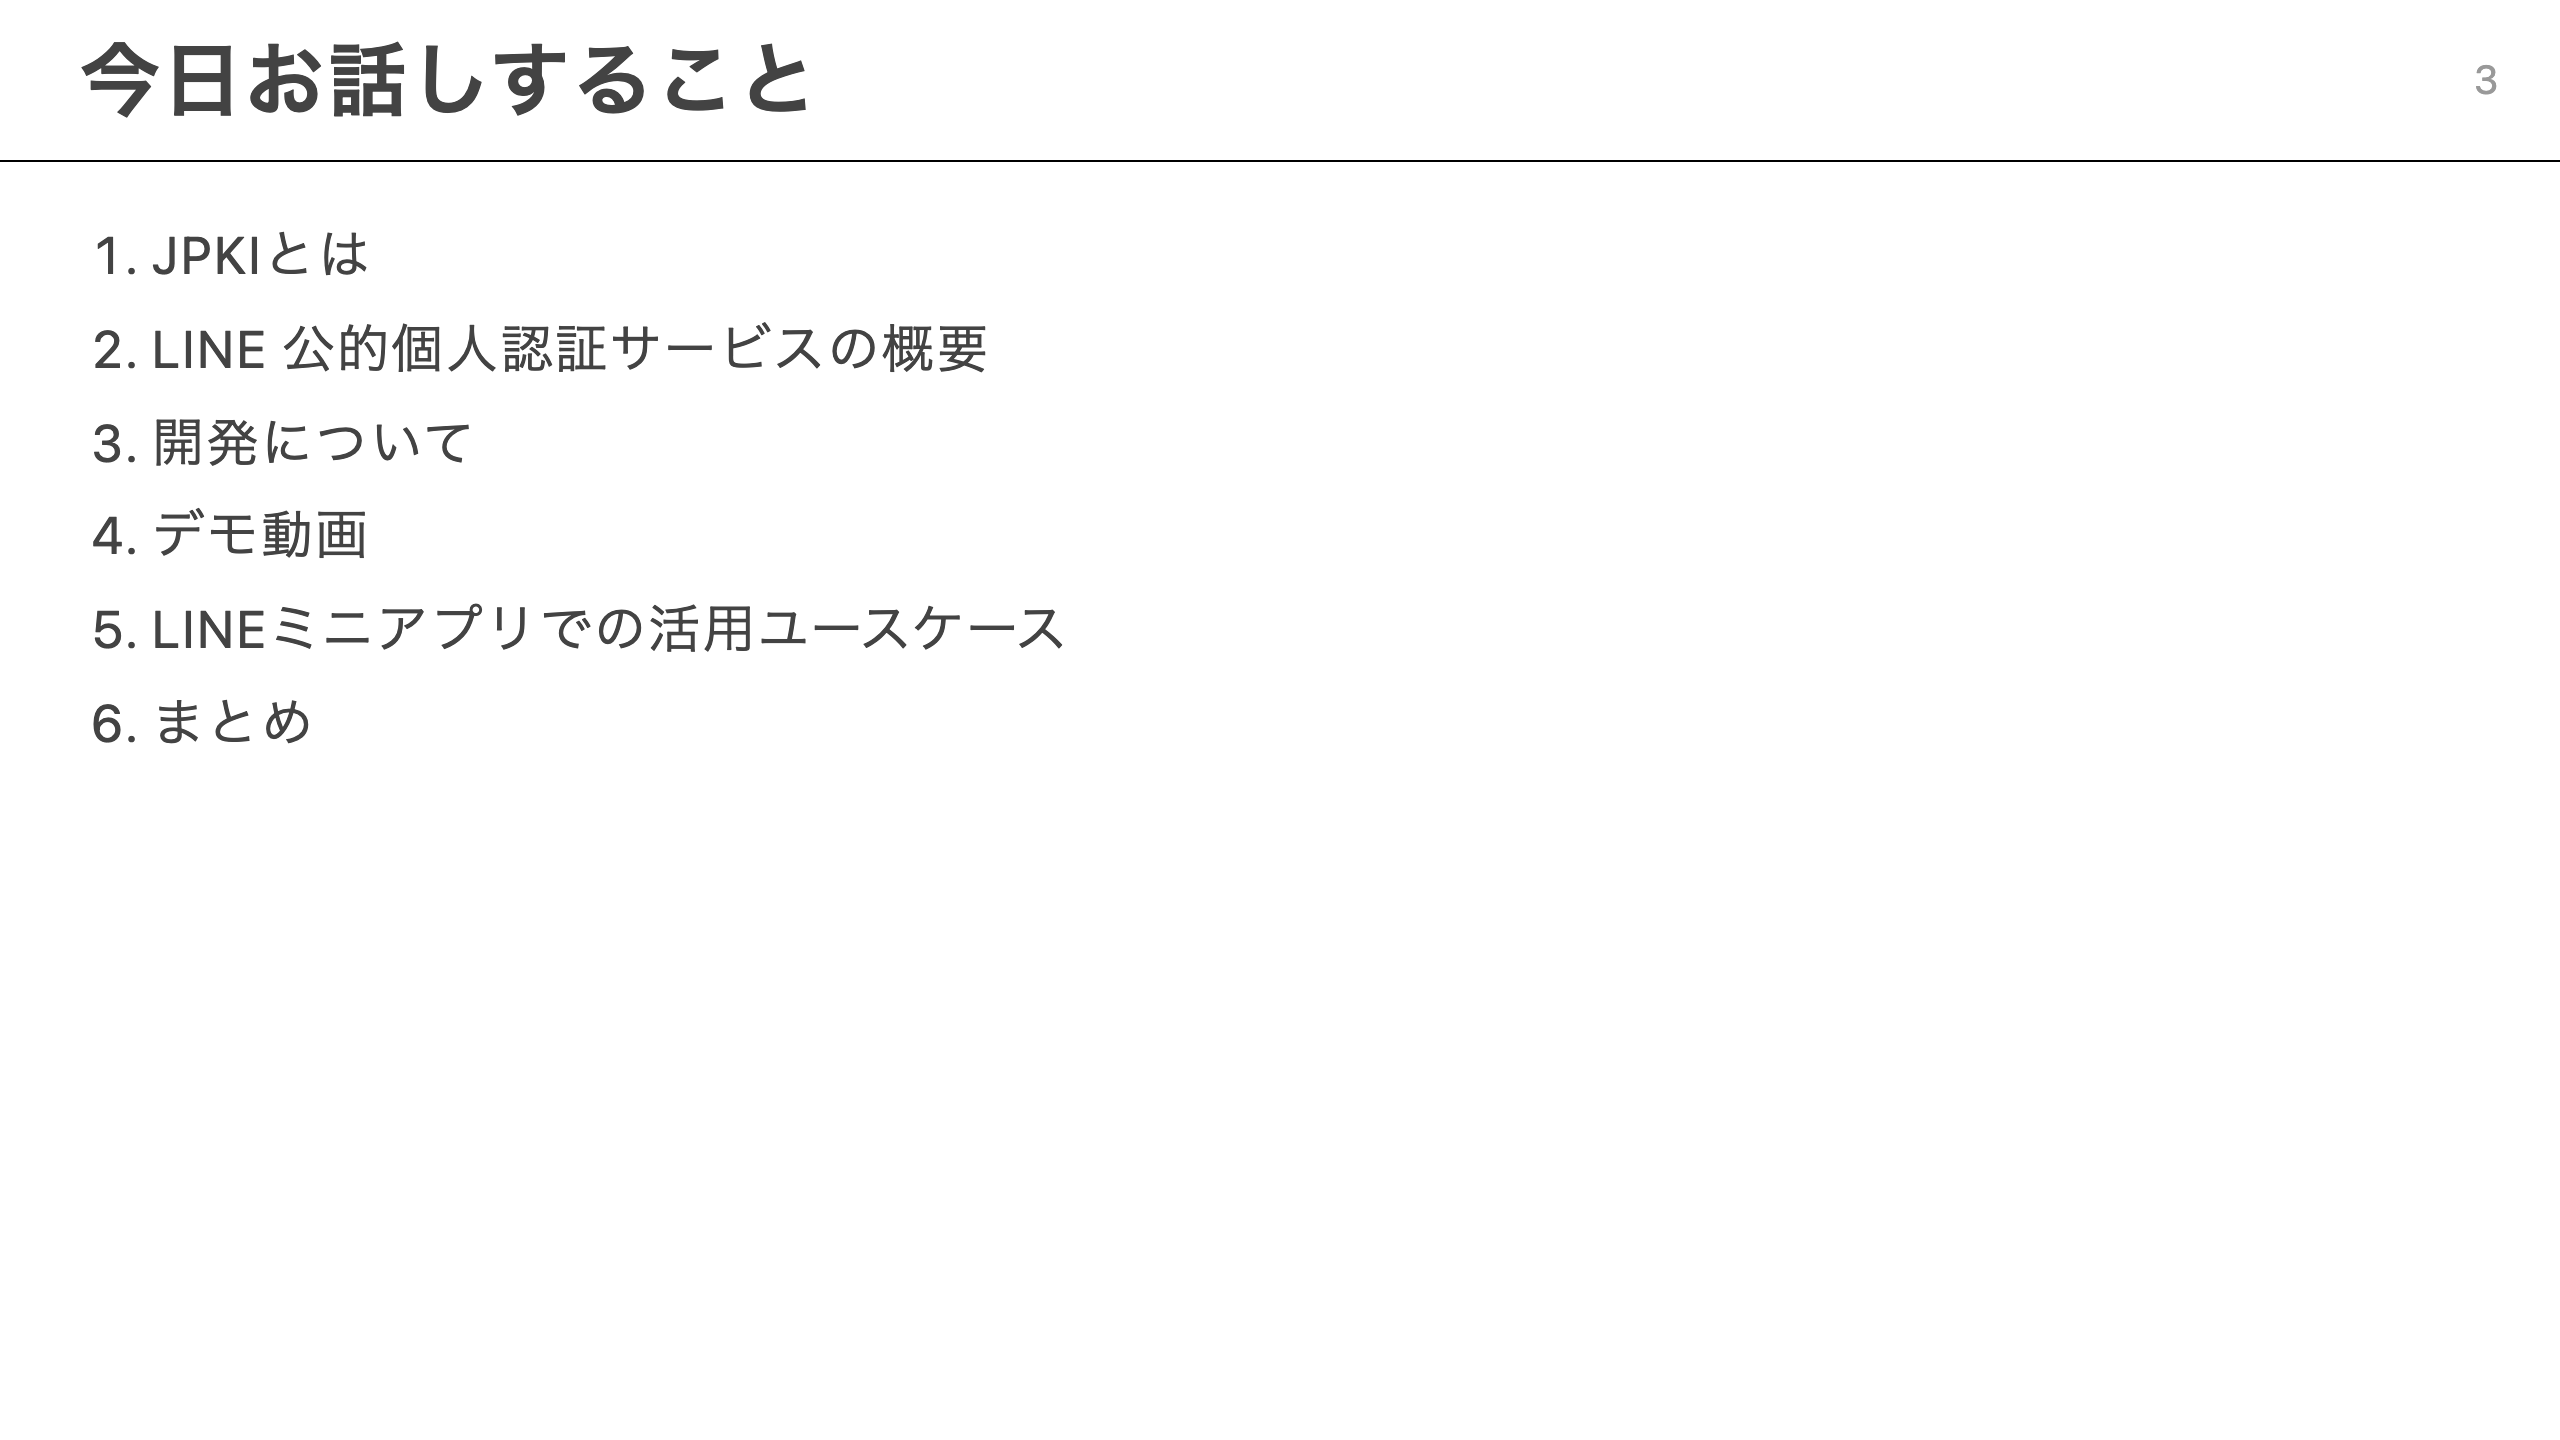 今日お話しすること
3
1. JPKIとは
2. LINE 公的個人認証サービスの概要
3. 開発について
4. デモ動画
5. LINEミニアプリでの活用ユースケース
6. まとめ